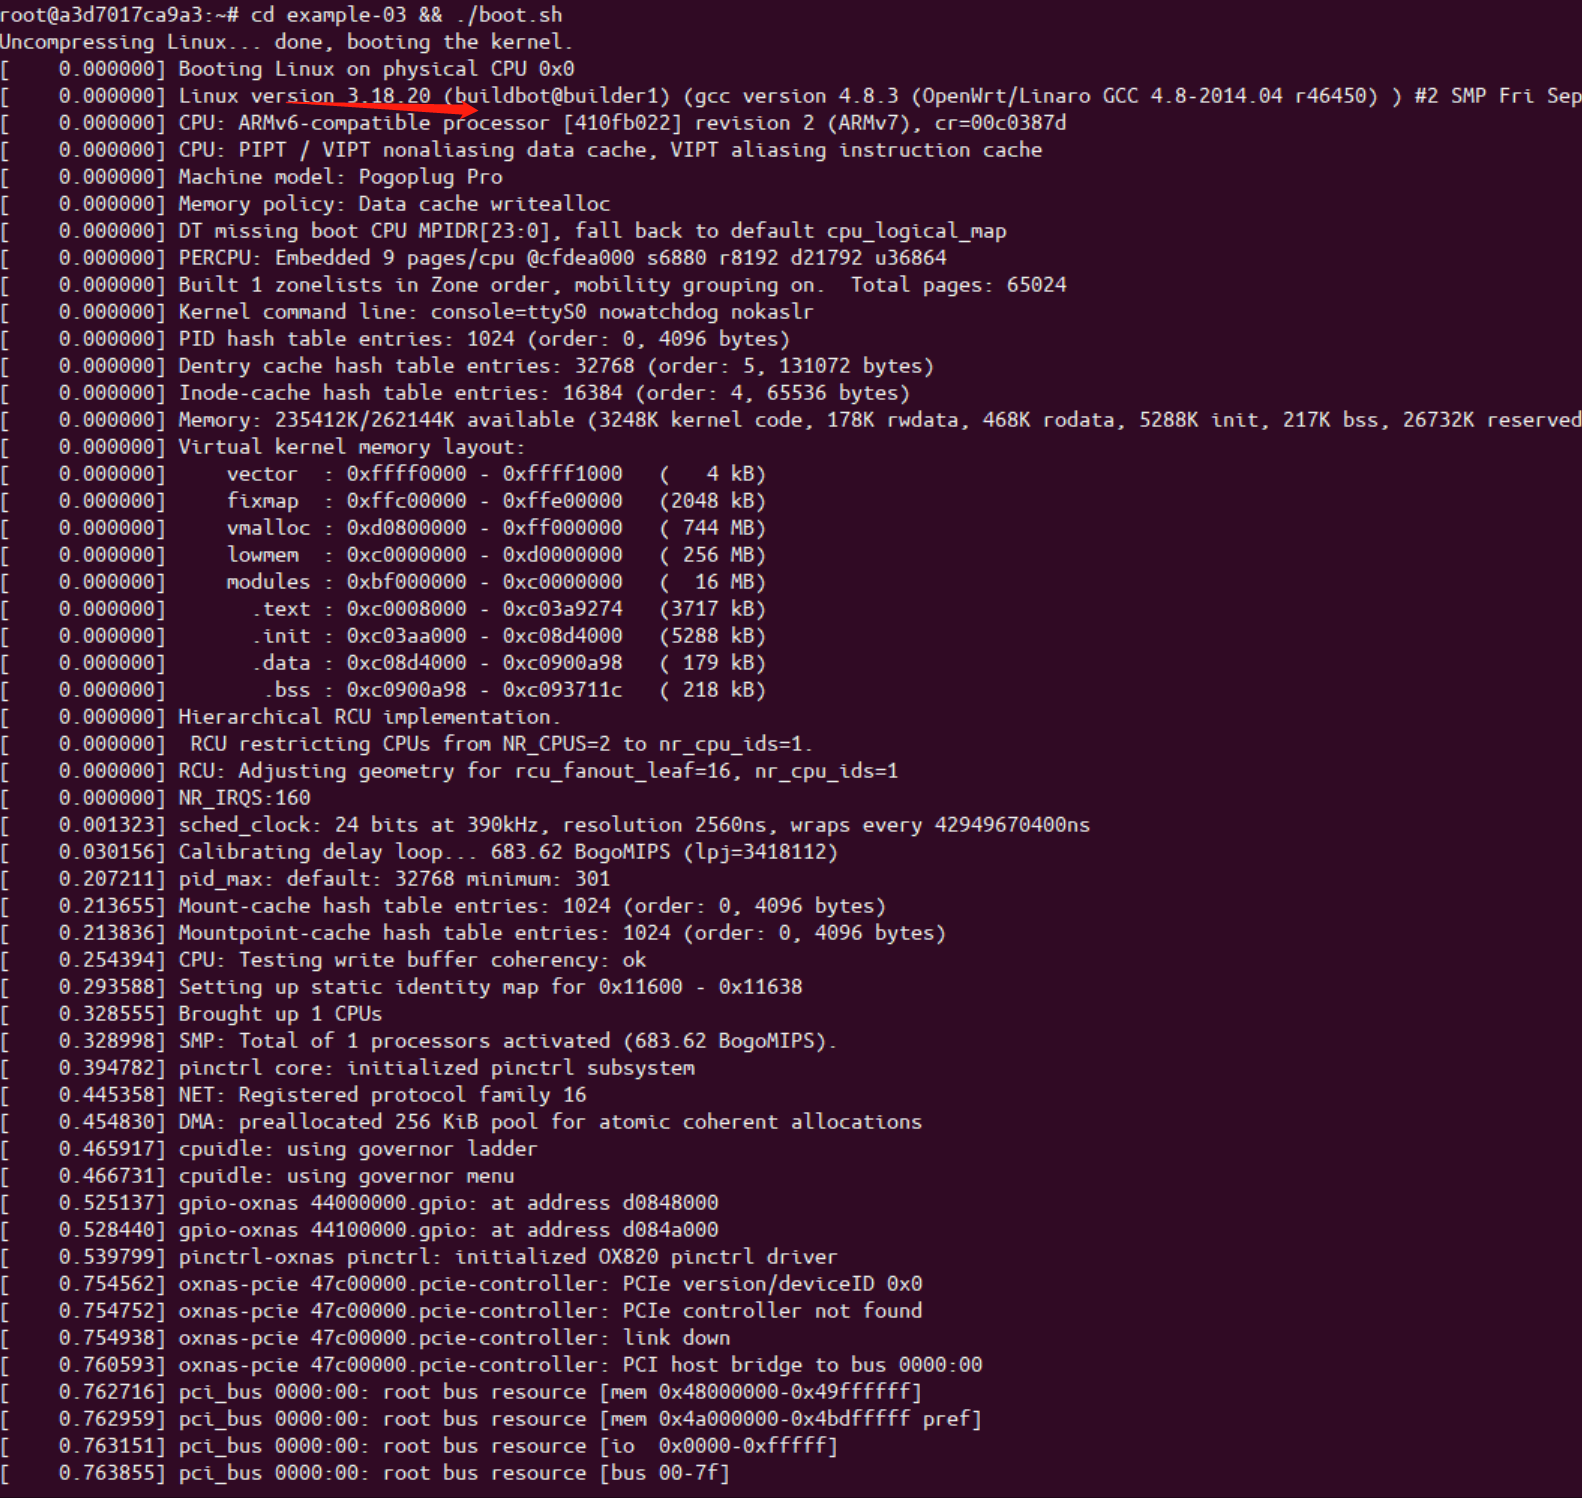 root@a3d7017ca9a3:~# cd example-03 && ./boot.sh
Uncompressing Linux... done, booting the kernel.
[    0.000000] Booting Linux on physical CPU 0x0
[    0.000000] Linux version 3.18.20 (buildbot@builder1) (gcc version 4.8.3 (OpenWrt/Linaro GCC 4.8-2014.04 r46450) ) #2 SMP Fri Sep
[    0.000000] CPU: ARMv6-compatible processor [410fb022] revision 2 (ARMv7), cr=00c0387d
[    0.000000] CPU: PIPT / VIPT nonaliasing data cache, VIPT aliasing instruction cache
[    0.000000] Machine model: Pogoplug Pro
[    0.000000] Memory policy: Data cache writealloc
[    0.000000] DT missing boot CPU MPIDR[23:0], fall back to default cpu_logical_map
[    0.000000] PERCPU: Embedded 9 pages/cpu @cfdea000 s6880 r8192 d21792 u36864
[    0.000000] Built 1 zonelists in Zone order, mobility grouping on.  Total pages: 65024
[    0.000000] Kernel command line: console=ttyS0 nowatchdog nokaslr
[    0.000000] PID hash table entries: 1024 (order: 0, 4096 bytes)
[    0.000000] Dentry cache hash table entries: 32768 (order: 5, 131072 bytes)
[    0.000000] Inode-cache hash table entries: 16384 (order: 4, 65536 bytes)
[    0.000000] Memory: 235412K/262144K available (3248K kernel code, 178K rwdata, 468K rodata, 5288K init, 217K bss, 26732K reserved
[    0.000000] Virtual kernel memory layout:
[    0.000000]     vector  : 0xffff0000 - 0xffff1000   (   4 kB)
[    0.000000]     fixmap  : 0xffc00000 - 0xffe00000   (2048 kB)
[    0.000000]     vmalloc : 0xd0800000 - 0xff000000   ( 744 MB)
[    0.000000]     lowmem  : 0xc0000000 - 0xd0000000   ( 256 MB)
[    0.000000]     modules : 0xbf000000 - 0xc0000000   (  16 MB)
[    0.000000]       .text : 0xc0008000 - 0xc03a9274   (3717 kB)
[    0.000000]       .init : 0xc03aa000 - 0xc08d4000   (5288 kB)
[    0.000000]       .data : 0xc08d4000 - 0xc0900a98   ( 179 kB)
[    0.000000]        .bss : 0xc0900a98 - 0xc093711c   ( 218 kB)
[    0.000000] Hierarchical RCU implementation.
[    0.000000]  RCU restricting CPUs from NR_CPUS=2 to nr_cpu_ids=1.
[    0.000000] RCU: Adjusting geometry for rcu_fanout_leaf=16, nr_cpu_ids=1
[    0.000000] NR_IRQS:160
[    0.001323] sched_clock: 24 bits at 390kHz, resolution 2560ns, wraps every 42949670400ns
[    0.030156] Calibrating delay loop... 683.62 BogoMIPS (lpj=3418112)
[    0.207211] pid_max: default: 32768 minimum: 301
[    0.213655] Mount-cache hash table entries: 1024 (order: 0, 4096 bytes)
[    0.213836] Mountpoint-cache hash table entries: 1024 (order: 0, 4096 bytes)
[    0.254394] CPU: Testing write buffer coherency: ok
[    0.293588] Setting up static identity map for 0x11600 - 0x11638
[    0.328555] Brought up 1 CPUs
[    0.328998] SMP: Total of 1 processors activated (683.62 BogoMIPS).
[    0.394782] pinctrl core: initialized pinctrl subsystem
[    0.445358] NET: Registered protocol family 16
[    0.454830] DMA: preallocated 256 KiB pool for atomic coherent allocations
[    0.465917] cpuidle: using governor ladder
[    0.466731] cpuidle: using governor menu
[    0.525137] gpio-oxnas 44000000.gpio: at address d0848000
[    0.528440] gpio-oxnas 44100000.gpio: at address d084a000
[    0.539799] pinctrl-oxnas pinctrl: initialized OX820 pinctrl driver
[    0.754562] oxnas-pcie 47c00000.pcie-controller: PCIe version/deviceID 0x0
[    0.754752] oxnas-pcie 47c00000.pcie-controller: PCIe controller not found
[    0.754938] oxnas-pcie 47c00000.pcie-controller: link down
[    0.760593] oxnas-pcie 47c00000.pcie-controller: PCI host bridge to bus 0000:00
[    0.762716] pci_bus 0000:00: root bus resource [mem 0x48000000-0x49ffffff]
[    0.762959] pci_bus 0000:00: root bus resource [mem 0x4a000000-0x4bdfffff pref]
[    0.763151] pci_bus 0000:00: root bus resource [io  0x0000-0xfffff]
[    0.763855] pci_bus 0000:00: root bus resource [bus 00-7f]